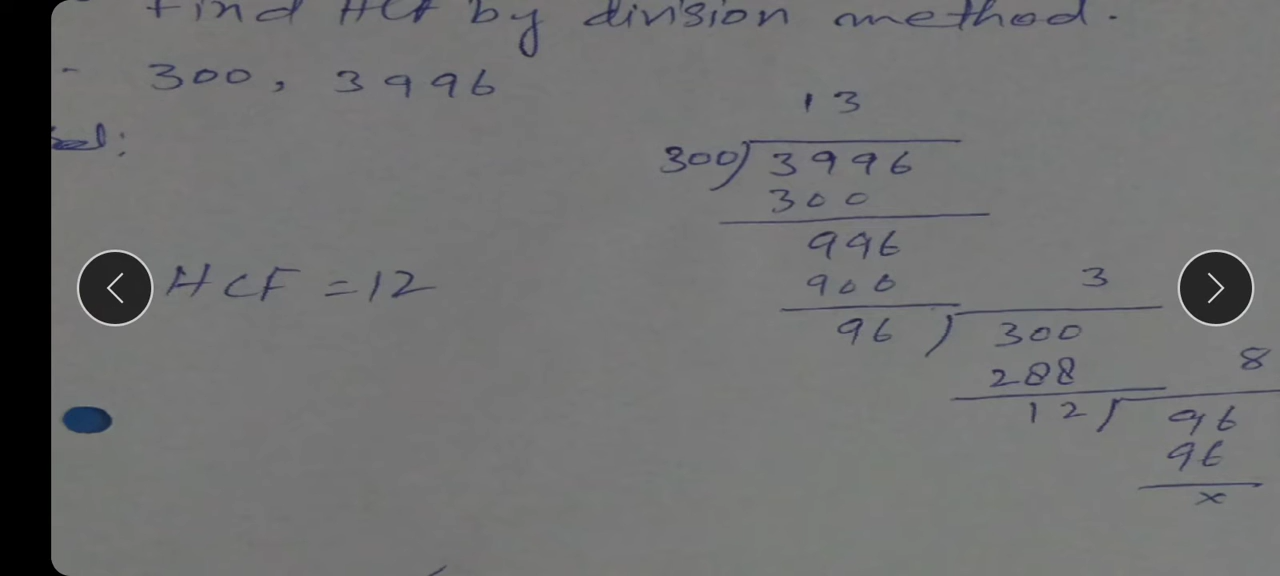 Find HCF by division method.
- 300, 3996
Sol:
13
300) 3996
300
996
900
96 ) 300
3
288
12 ) 96
8
96
×
HCF = 12